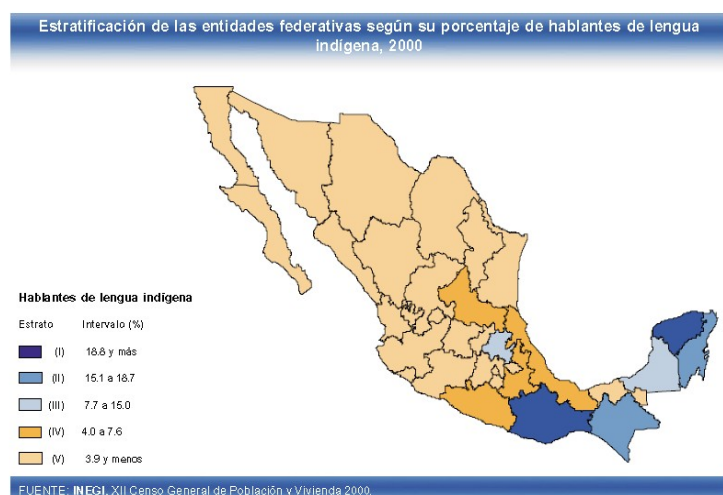 Estratificación de las entidades federativas según su porcentaje de hablantes de lengua
indígena, 2000
Hablantes de lengua indígena
Estrato Intervalo (%)
(I) 18.8 y más
(II) 15.1 a 18.7
(III) 7.7 a 15.0
(IV) 4.0 a 7.6
(V) 3.9 y menos
FUENTE: INEGI. XII Censo General de Población y Vivienda 2000.